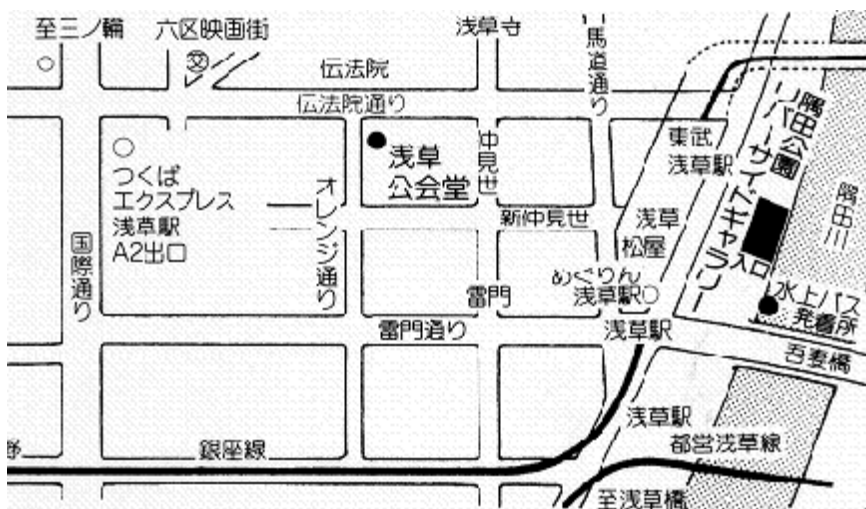 至三ノ輪
六区映画街
浅草寺
馬道通り
交
伝法院
伝法院通り
東武
浅草駅
隅田公園
リバーサイドギャラリー
隅田川
つくば
エクスプレス
浅草駅
A2出口
浅草
公会堂
仲見世
オレンジ通り
国際通り
新仲見世
浅草
松屋
めぐりん
浅草駅
入口
水上バス
発着所
雷門
雷門通り
浅草駅
吾妻橋
浅草駅
都営浅草線
野
銀座線
至浅草橋